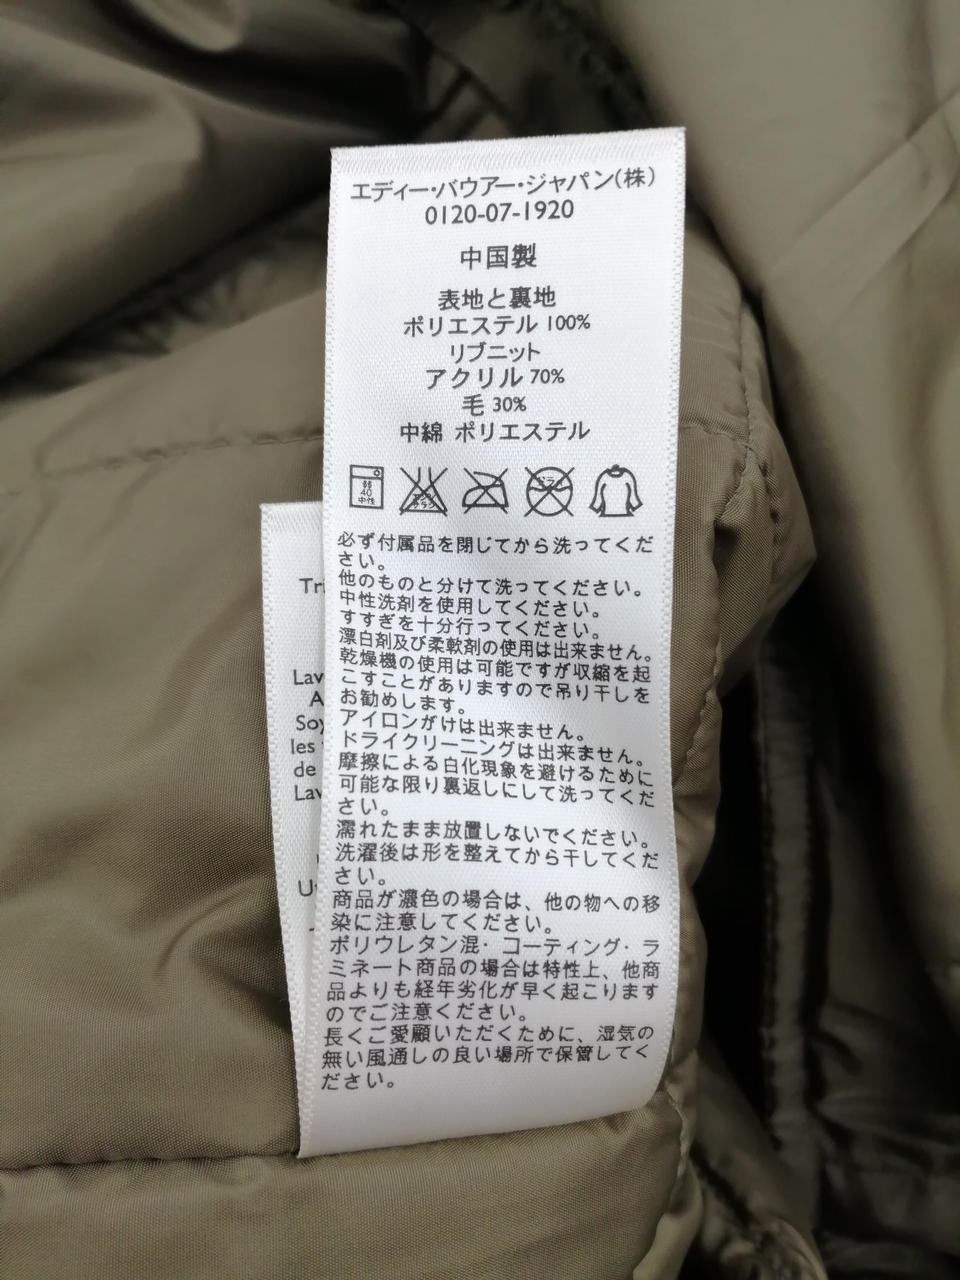 エディー・バウアー・ジャパン(株)
0120-07-1920
中国製
表地と裏地
ポリエステル 100%
リブニット
アクリル 70%
毛 30%
中綿 ポリエステル
弱
40
中性
エンソ
サラシ
ドライ
必ず付属品を閉じてから洗ってくだ
さい。
他のものと分けて洗ってください。
中性洗剤を使用してください。
すすぎを十分行ってください。
漂白剤及び柔軟剤の使用は出来ません。
乾燥機の使用は可能ですが収縮を起
こすことがありますので吊り干しを
お勧めします。
アイロンがけは出来ません。
ドライクリーニングは出来ません。
摩擦による白化現象を避けるために
可能な限り裏返しにして洗ってくだ
さい。
濡れたまま放置しないでください。
洗濯後は形を整えてから干してくだ
さい。
商品が濃色の場合は、他の物への移
染に注意してください。
ポリウレタン混・コーティング・ラ
ミネート商品の場合は特性上、他商
品よりも経年劣化が早く起こります
のでご注意ください。
長くご愛顧いただくために、湿気の
無い風通しの良い場所で保管してく
ださい。
Tri
Lav
A
Soy
les
de
Lav